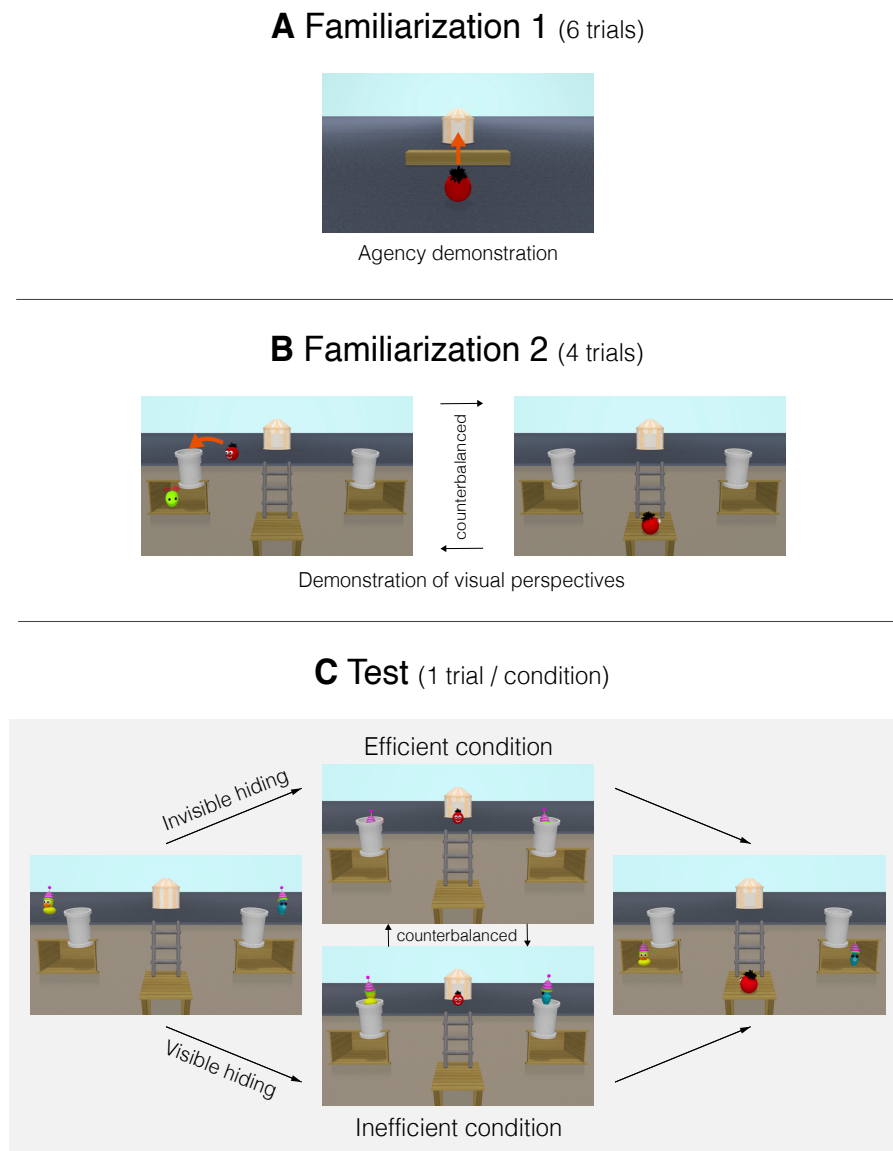 A Familiarization 1 (6 trials)
Agency demonstration
B Familiarization 2 (4 trials)
counterbalanced
Demonstration of visual perspectives
C Test (1 trial / condition)
Efficient condition
Invisible hiding
counterbalanced
Visible hiding
Inefficient condition